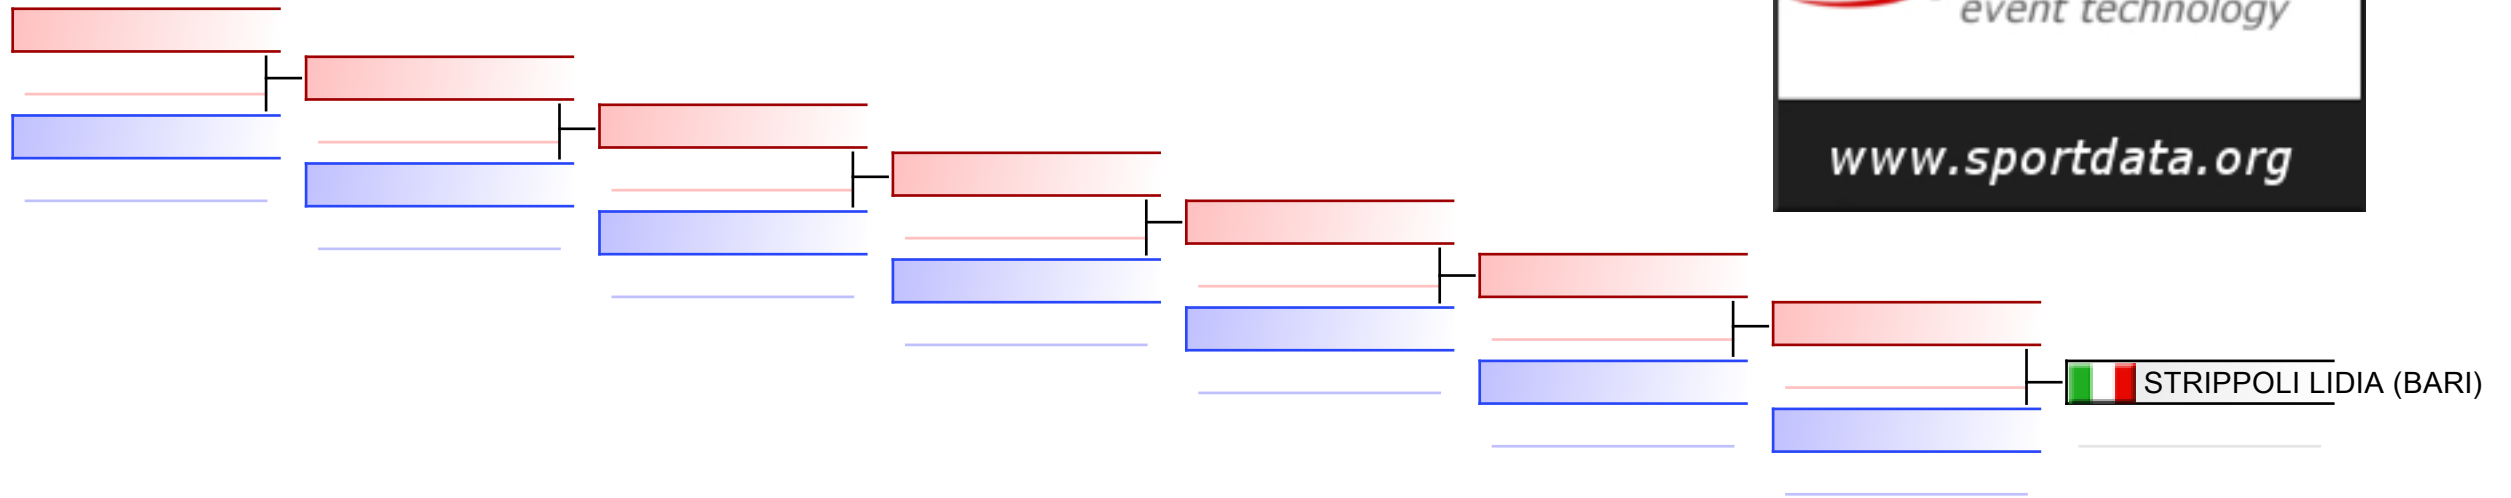 event technology
www.sportdata.org
STRIPPOLI LIDIA (BARI)